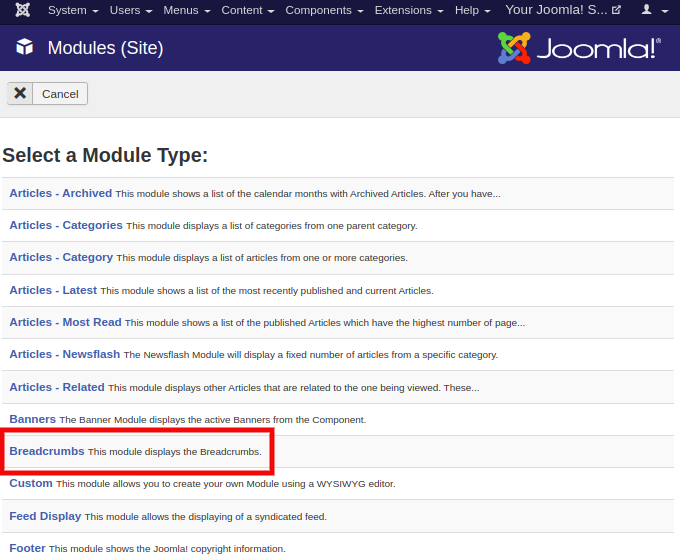 System Users Menus Content Components Extensions Help Your Joomla! S...
Modules (Site) Joomla!®
Cancel
Select a Module Type:
Articles - Archived This module shows a list of the calendar months with Archived Articles. After you have...
Articles - Categories This module displays a list of categories from one parent category.
Articles - Category This module displays a list of articles from one or more categories.
Articles - Latest This module shows a list of the most recently published and current Articles.
Articles - Most Read This module shows a list of the published Articles which have the highest number of page...
Articles - Newsflash The Newsflash Module will display a fixed number of articles from a specific category.
Articles - Related This module displays other Articles that are related to the one being viewed. These...
Banners The Banner Module displays the active Banners from the Component.
Breadcrumbs This module displays the Breadcrumbs.
Custom This module allows you to create your own Module using a WYSIWYG editor.
Feed Display This module allows the displaying of a syndicated feed.
Footer This module shows the Joomla! copyright information.